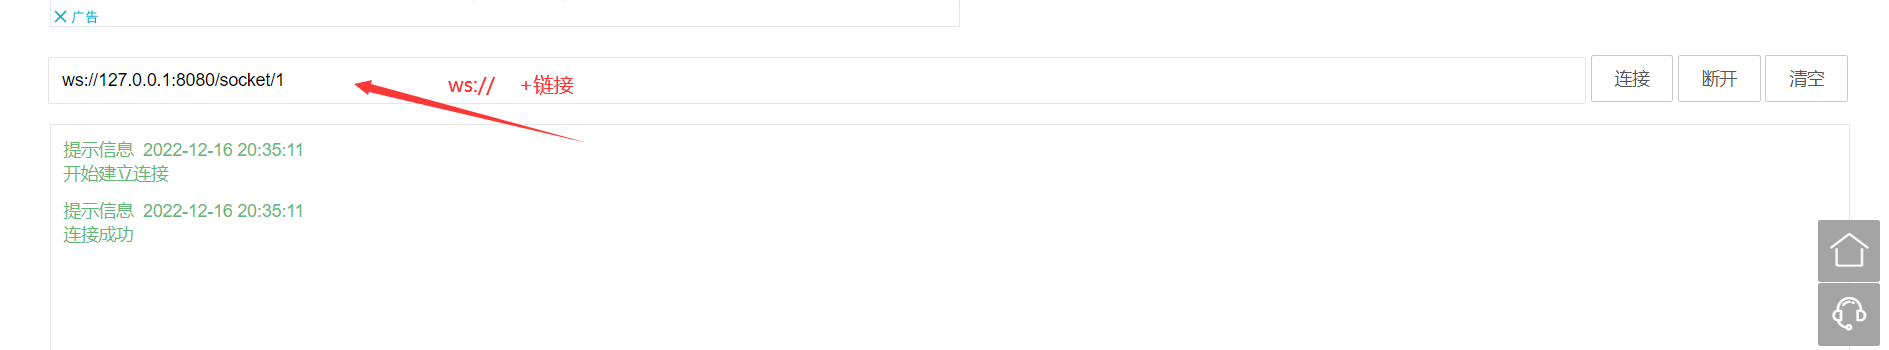 广告
ws://127.0.0.1:8080/socket/1
ws:// +链接
连接
断开
清空
提示信息 2022-12-16 20:35:11
开始建立连接
提示信息 2022-12-16 20:35:11
连接成功